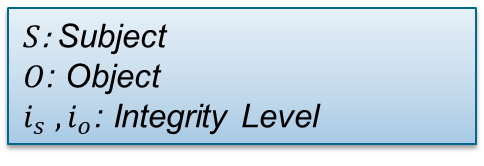 S: Subject
O: Object
iₛ , iₒ: Integrity Level